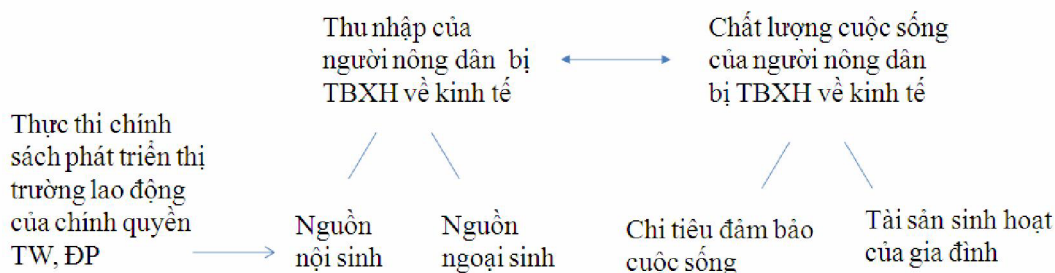 Thu nhập của
người nông dân bị
TBXH về kinh tế
Chất lượng cuộc sống
của người nông dân
bị TBXH về kinh tế
Thực thi chính
sách phát triển thị
trường lao động
của chính quyền
TW, ĐP
Nguồn
nội sinh
Nguồn
ngoại sinh
Chi tiêu đảm bảo
cuộc sống
Tài sản sinh hoạt
của gia đình